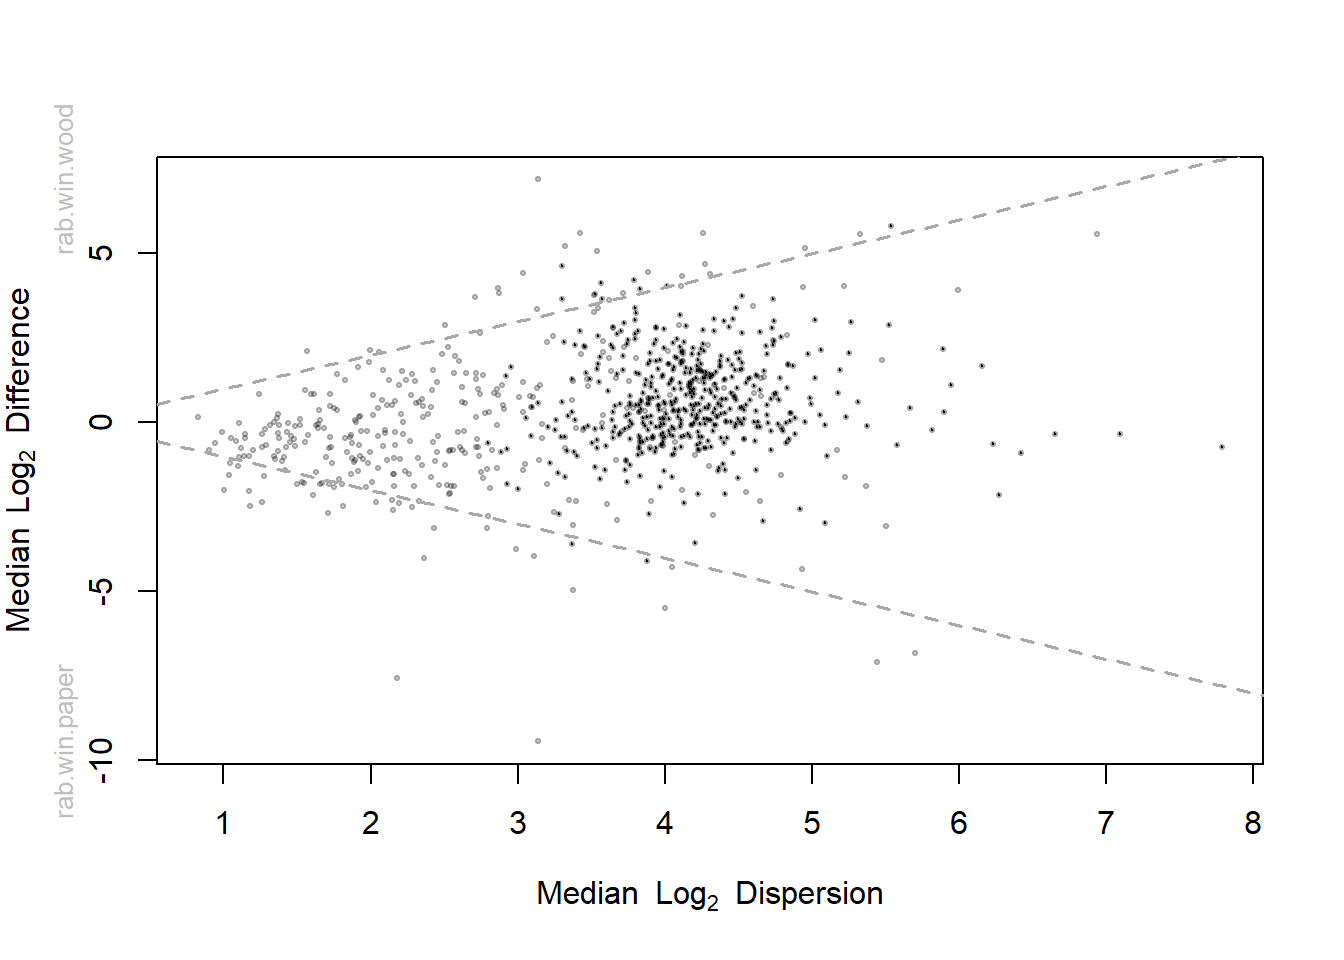 rab.win.wood
rab.win.paper
Median Log2 Difference
5
0
-5
-10
1 2 3 4 5 6 7 8
Median Log2 Dispersion